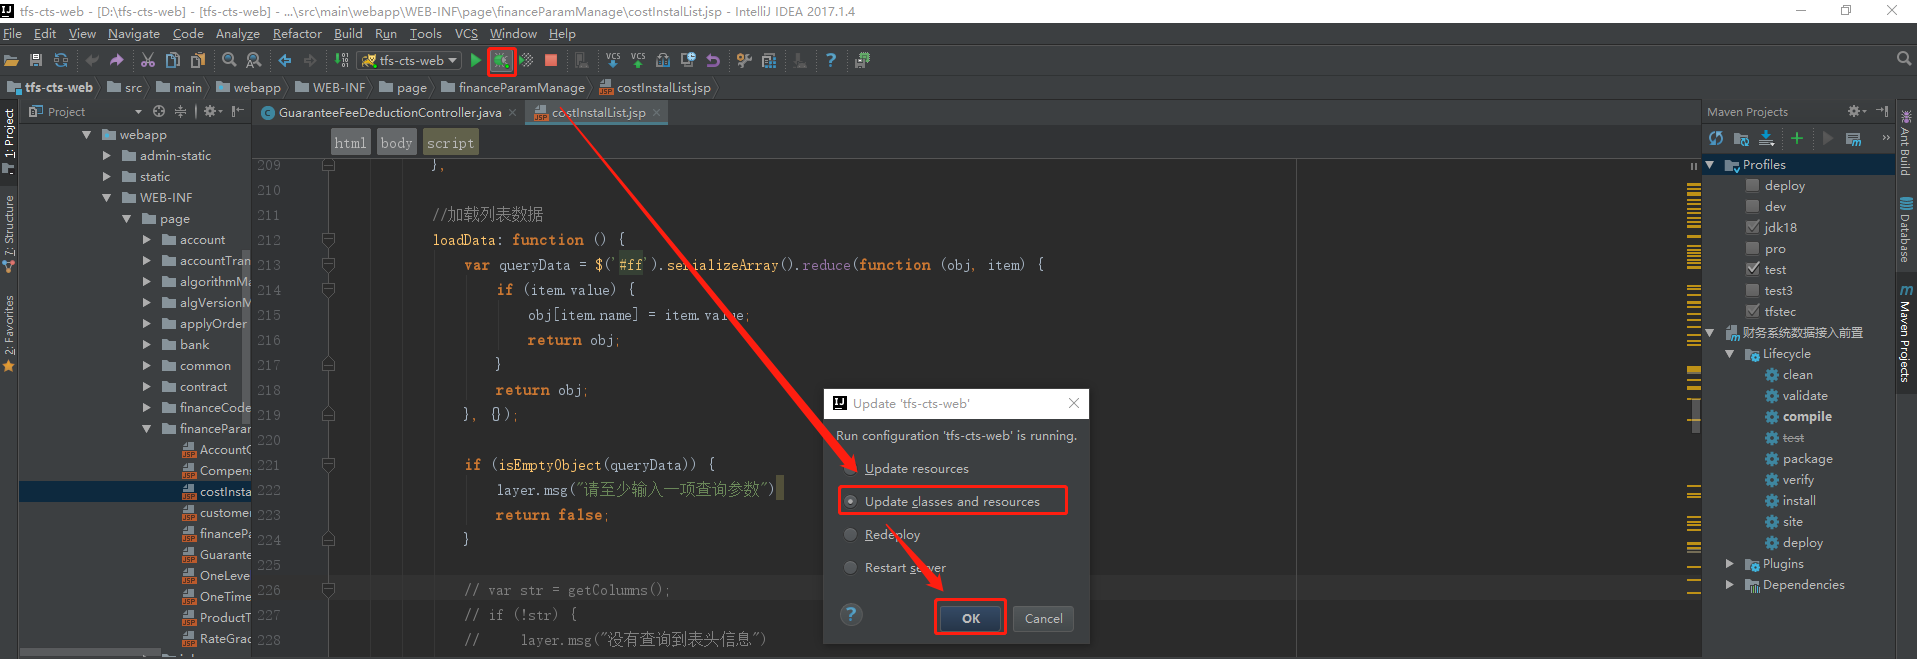 tfs-cts-web - [D:\tfs-cts-web] - [tfs-cts-web] - ...\src\main\webapp\WEB-INF\page\financeParamManage\costInstalList.jsp - IntelliJ IDEA 2017.1.4
File Edit View Navigate Code Analyze Refactor Build Run Tools VCS Window Help
tfs-cts-web
VCS VCS
tfs-cts-web src main webapp WEB-INF page financeParamManage costInstalList.jsp
Project
GuaranteeFeeDeductionController.java costInstalList.jsp
Maven Projects
1: Project
7: Structure
2: Favorites
webapp
admin-static
static
WEB-INF
page
account
accountTran
algorithmMa
algVersionM
applyOrder
bank
common
contract
financeCode
financeParam
AccountC
Compens
costInsta
customer
financePa
Guarante
OneLeve
OneTime
ProductT
RateGrad
html body script
209 },
210
211 //加载列表数据
212 loadData: function () {
213 var queryData = $('#ff').serializeArray().reduce(function (obj, item) {
214 if (item.value) {
215 obj[item.name] = item.value;
216 return obj;
217 }
218 return obj;
219 }, {});
220
221 if (isEmptyObject(queryData)) {
222 layer.msg("请至少输入一项查询参数")
223 return false;
224 }
225
226 // var str = getColumns();
227 // if (!str) {
228 // layer.msg("没有查询到表头信息")
Update 'tfs-cts-web'
Run configuration 'tfs-cts-web' is running.
Update resources
Update classes and resources
Redeploy
Restart server
? OK Cancel
Profiles
deploy
dev
jdk18
pro
test
test3
tfstec
财务系统数据接入前置
Lifecycle
clean
validate
compile
test
package
verify
install
site
deploy
Plugins
Dependencies
Ant Build
Database
Maven Projects